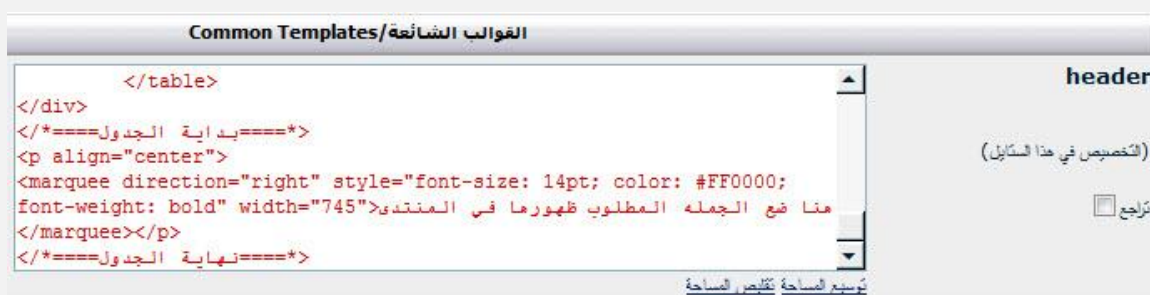 القوالب الشائعة/Common Templates
header
(التخصيص في هذا الستايل)
تراجع
</table>
</div>
</*====بداية الجدول====*>
<p align="center">
<marquee direction="right" style="font-size: 14pt; color: #FF0000;
font-weight: bold" width="745">هنا ضع الجمله المطلوب ظهورها في المنتدى
</marquee></p>
</*====نهاية الجدول====*>
توسيع المساحة تقليص المساحة